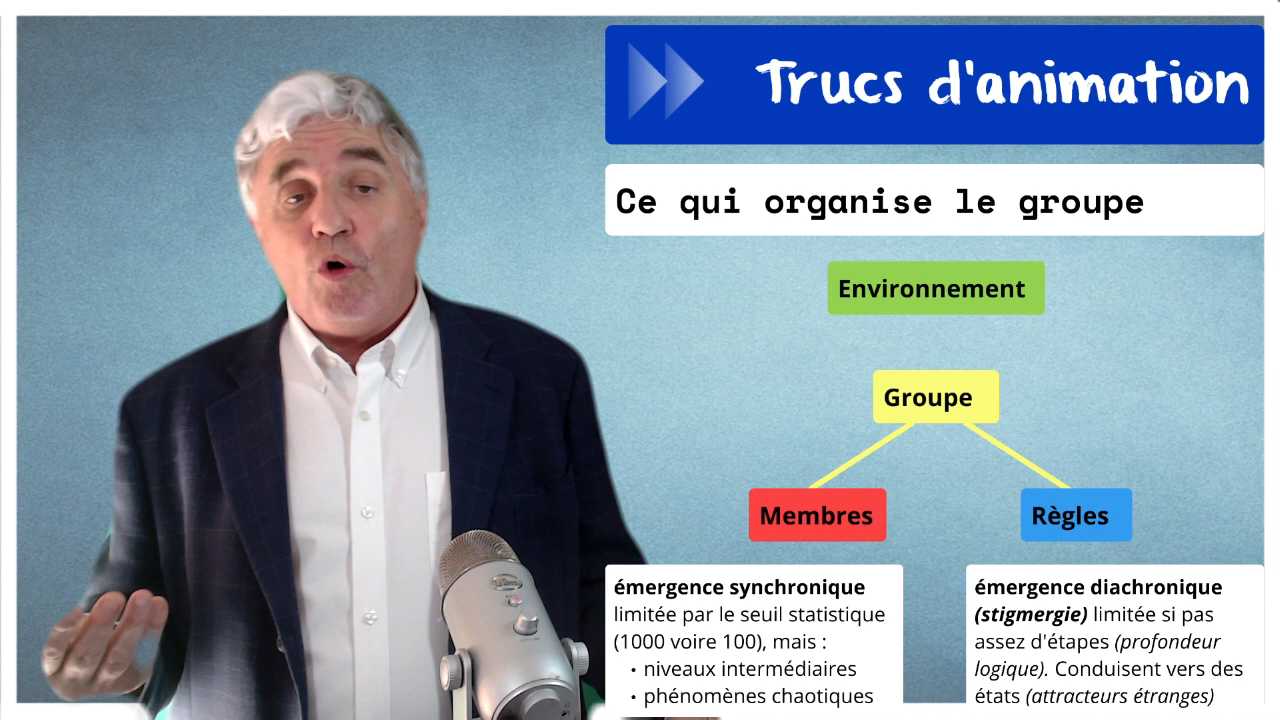 Trucs d'animation
Ce qui organise le groupe
Environnement
Groupe
Membres
Règles
émergence synchronique
limitée par le seuil statistique
(1000 voire 100), mais :
• niveaux intermédiaires
• phénomènes chaotiques
émergence diachronique
(stigmergie) limitée si pas
assez d'étapes (profondeur
logique). Conduisent vers des
états (attracteurs étranges)